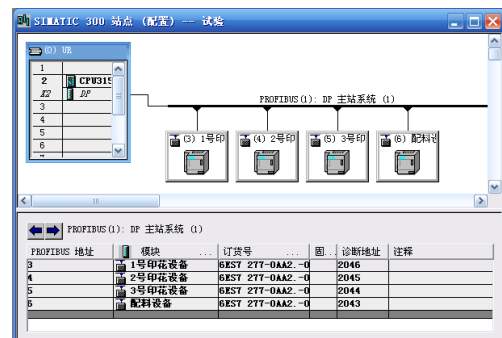 SIMATIC 300 站点 (配置) -- 试验
(0) UR
1
2 CPU315
X2 DP
3
4
5
6
PROFIBUS(1): DP 主站系统 (1)
(3) 1号印 (4) 2号印 (5) 3号印 (6) 配料设
PROFIBUS(1): DP 主站系统 (1)
PROFIBUS 地址 模块 ... 订货号 ... 固... 诊断地址 注释
3 1号印花设备 6ES7 277-0AA2.-0 2046
4 2号印花设备 6ES7 277-0AA2.-0 2045
5 3号印花设备 6ES7 277-0AA2.-0 2044
6 配料设备 6ES7 277-0AA2.-0 2043